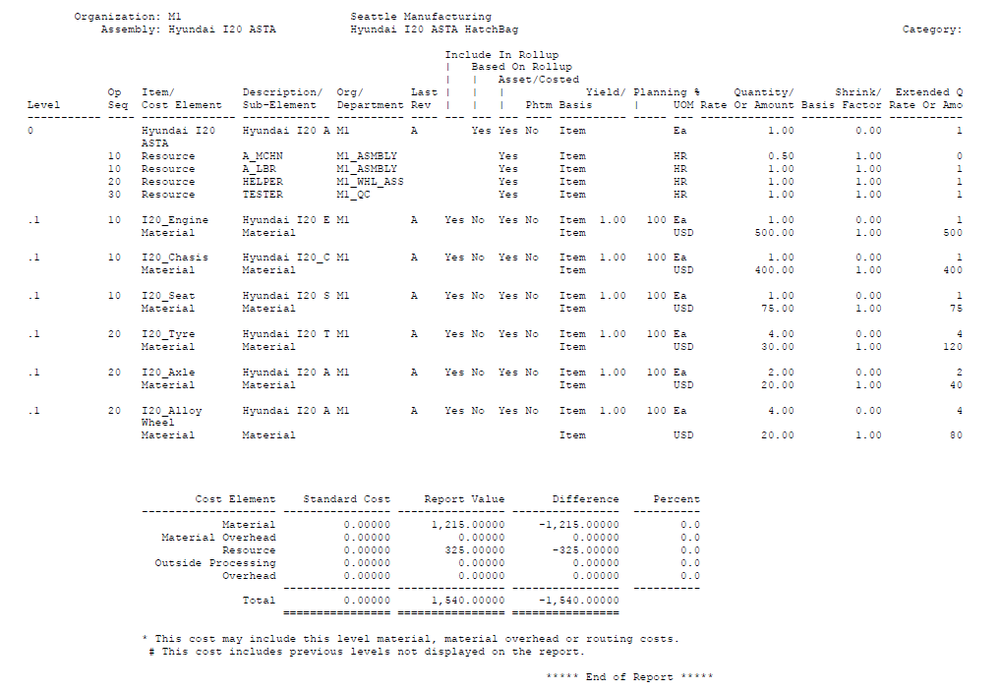 Organization: M1 Seattle Manufacturing
Assembly: Hyundai I20 ASTA Hyundai I20 ASTA HatchBag Category:
Include In Rollup
| Based On Rollup
| | Asset/Costed
Op Item/ Description/ Org/ Last | | | Yield/ Planning % Quantity/ Shrink/ Extended Q
Level Seq Cost Element Sub-Element Department Rev | | | Phtm Basis | UOM Rate Or Amount Basis Factor Rate Or Amo
0 Hyundai I20 Hyundai I20 A M1 A Yes Yes No Item Ea 1.00 0.00 1
ASTA
10 Resource A_MCHN M1_ASMBLY Yes Item HR 0.50 1.00 0
10 Resource A_LBR M1_ASMBLY Yes Item HR 1.00 1.00 1
20 Resource HELPER M1_WHL_ASS Yes Item HR 1.00 1.00 1
30 Resource TESTER M1_QC Yes Item HR 1.00 1.00 1
.1 10 I20_Engine Hyundai I20 E M1 A Yes No Yes No Item 1.00 100 Ea 1.00 0.00 1
Material Material Item USD 500.00 1.00 500
.1 10 I20_Chasis Hyundai I20_C M1 A Yes No Yes No Item 1.00 100 Ea 1.00 0.00 1
Material Material Item USD 400.00 1.00 400
.1 10 I20_Seat Hyundai I20 S M1 A Yes No Yes No Item 1.00 100 Ea 1.00 0.00 1
Material Material Item USD 75.00 1.00 75
.1 20 I20_Tyre Hyundai I20 T M1 A Yes No Yes No Item 1.00 100 Ea 4.00 0.00 4
Material Material Item USD 30.00 1.00 120
.1 20 I20_Axle Hyundai I20 A M1 A Yes No Yes No Item 1.00 100 Ea 2.00 0.00 2
Material Material Item USD 20.00 1.00 40
.1 20 I20_Alloy Hyundai I20 A M1 A Yes No Yes No Item 1.00 100 Ea 4.00 0.00 4
Wheel
Material Material Item USD 20.00 1.00 80
Cost Element Standard Cost Report Value Difference Percent
Material 0.00000 1,215.00000 -1,215.00000 0.0
Material Overhead 0.00000 0.00000 0.00000 0.0
Resource 0.00000 325.00000 -325.00000 0.0
Outside Processing 0.00000 0.00000 0.00000 0.0
Overhead 0.00000 0.00000 0.00000 0.0
Total 0.00000 1,540.00000 -1,540.00000
* This cost may include this level material, material overhead or routing costs.
# This cost includes previous levels not displayed on the report.
***** End of Report *****